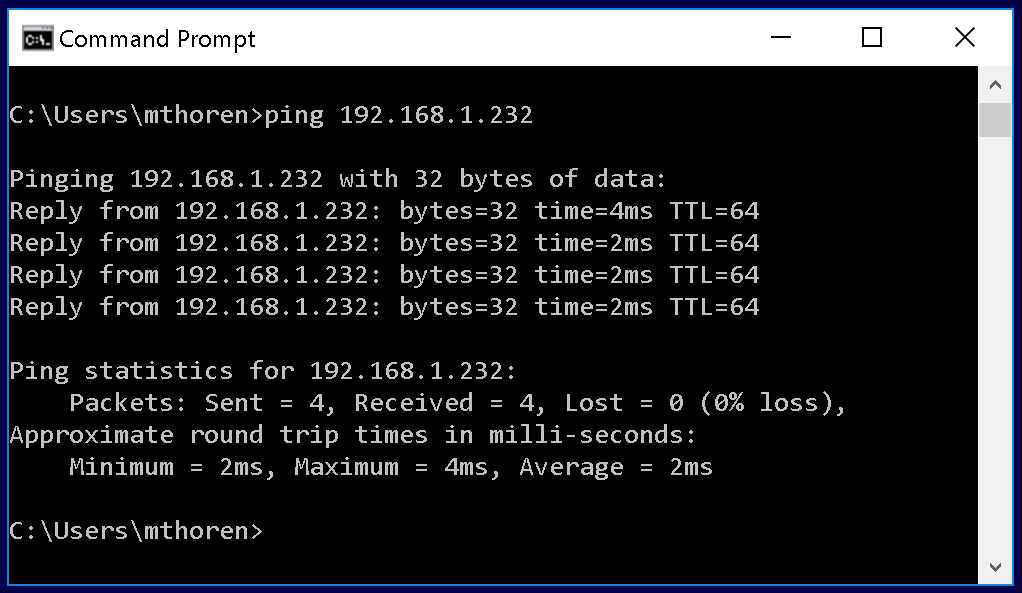 Command Prompt
C:\Users\mthoren>ping 192.168.1.232
Pinging 192.168.1.232 with 32 bytes of data:
Reply from 192.168.1.232: bytes=32 time=4ms TTL=64
Reply from 192.168.1.232: bytes=32 time=2ms TTL=64
Reply from 192.168.1.232: bytes=32 time=2ms TTL=64
Reply from 192.168.1.232: bytes=32 time=2ms TTL=64
Ping statistics for 192.168.1.232:
    Packets: Sent = 4, Received = 4, Lost = 0 (0% loss),
Approximate round trip times in milli-seconds:
    Minimum = 2ms, Maximum = 4ms, Average = 2ms
C:\Users\mthoren>